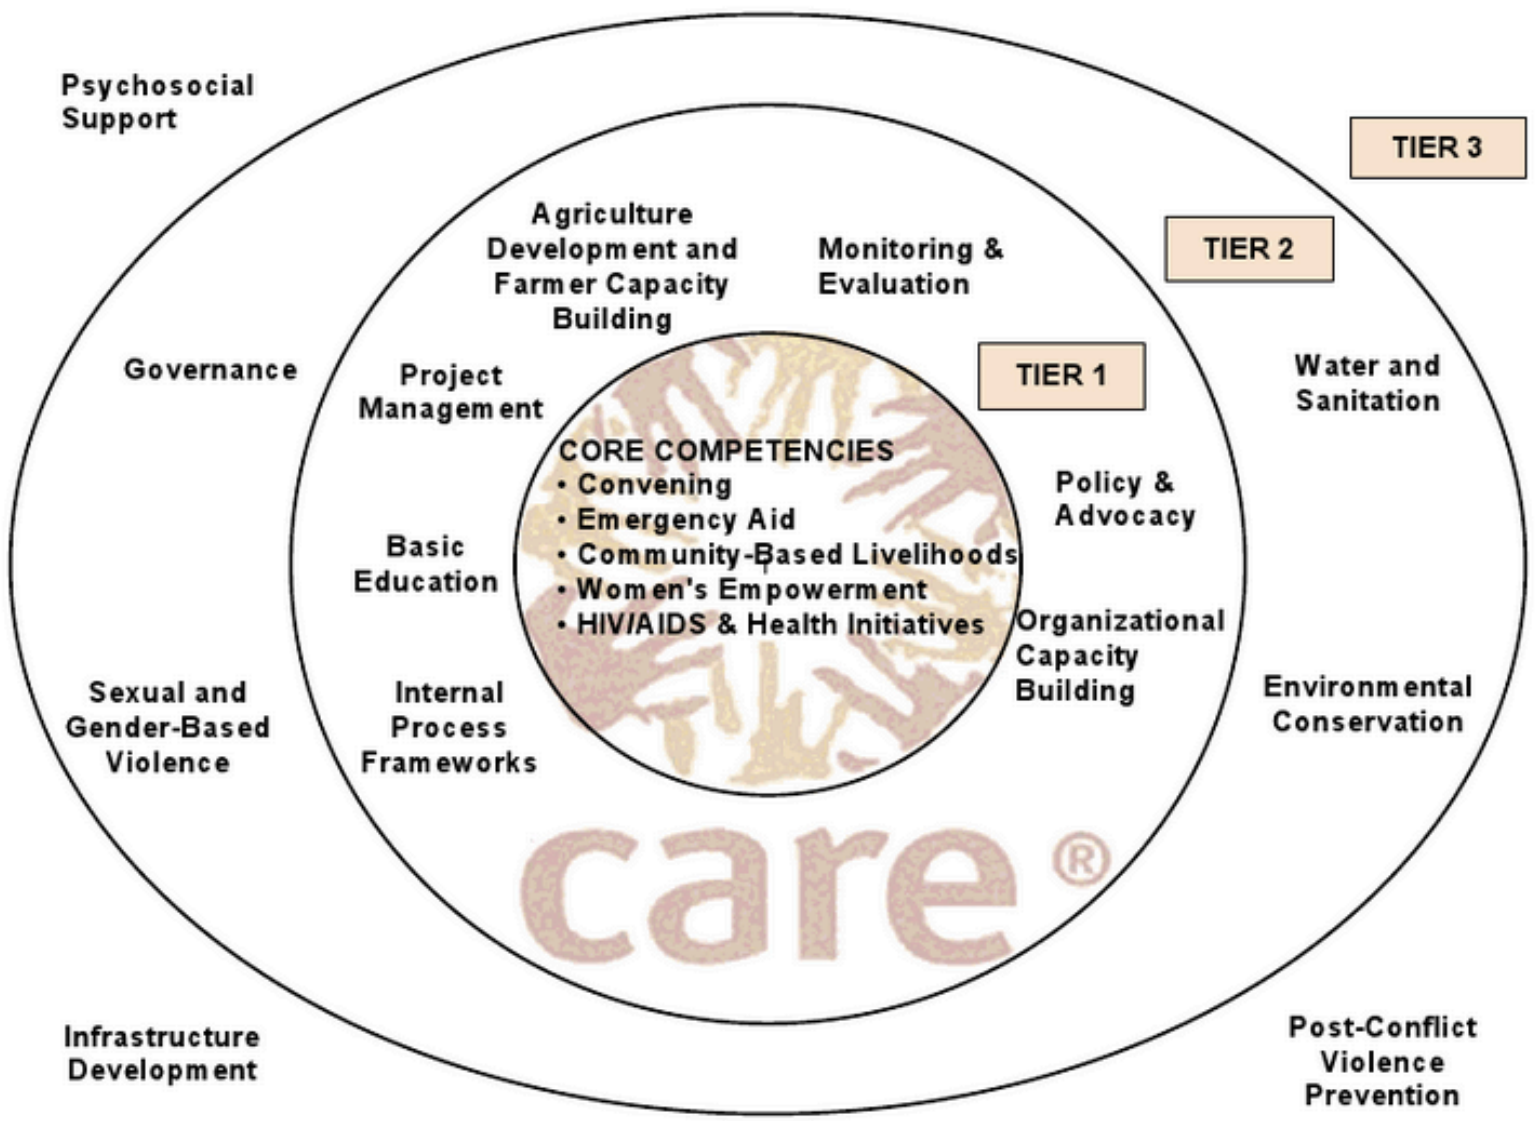 Psychosocial
Support
TIER 3
TIER 2
Agriculture
Development and
Farmer Capacity
Building
Monitoring &
Evaluation
TIER 1
Governance
Project
Management
Water and
Sanitation
CORE COMPETENCIES
• Convening
• Emergency Aid
• Community-Based Livelihoods
• Women's Empowerment
• HIV/AIDS & Health Initiatives
Policy &
Advocacy
Basic
Education
Organizational
Capacity
Building
Sexual and
Gender-Based
Violence
Internal
Process
Frameworks
Environmental
Conservation
care ®
Infrastructure
Development
Post-Conflict
Violence
Prevention